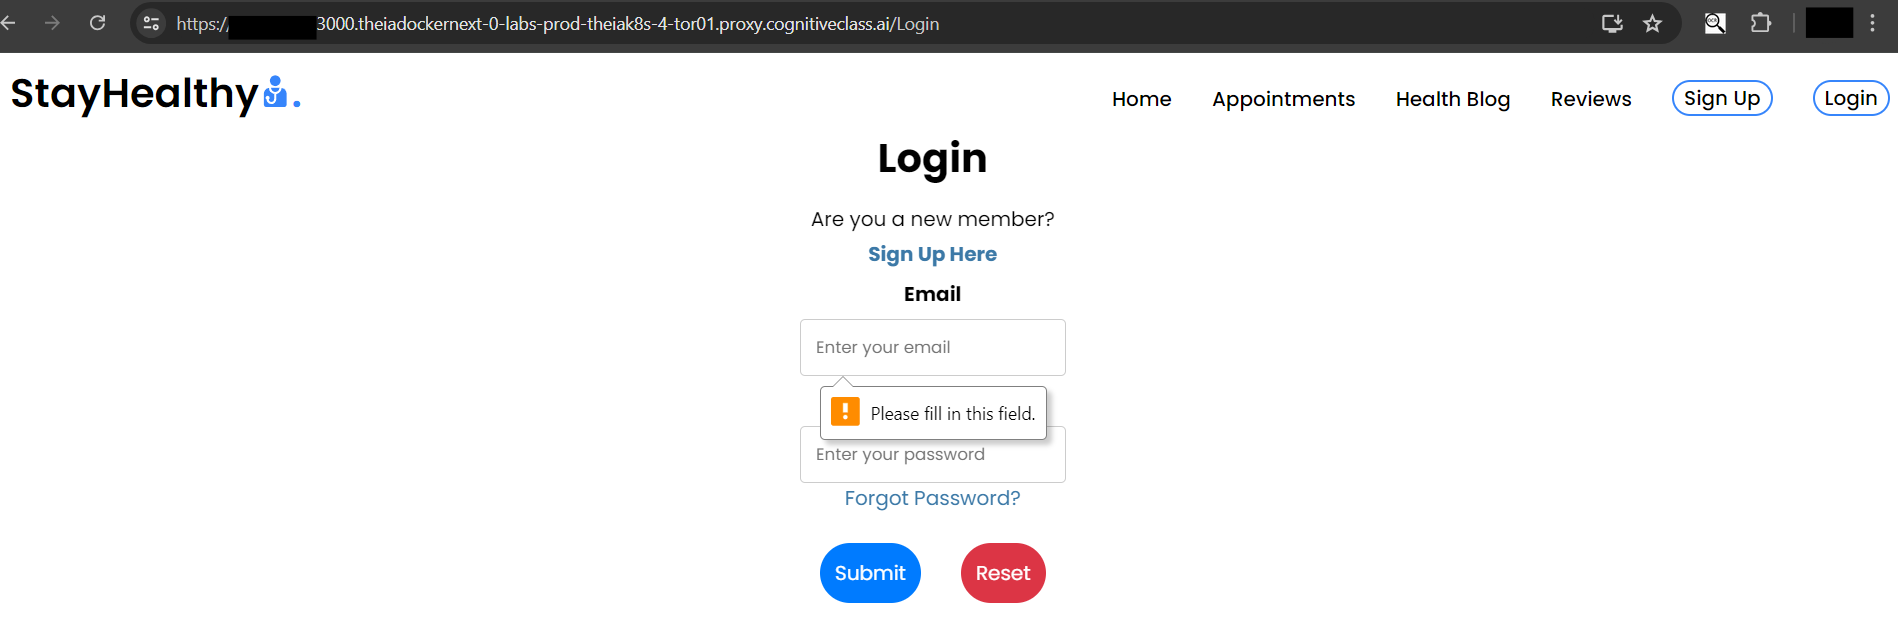 https:/ 3000.theiadockernext-0-labs-prod-theiak8s-4-tor01.proxy.cognitiveclass.ai/Login
StayHealthy.
Home Appointments Health Blog Reviews Sign Up Login
Login
Are you a new member?
Sign Up Here
Email
Enter your email
! Please fill in this field.
Enter your password
Forgot Password?
Submit Reset